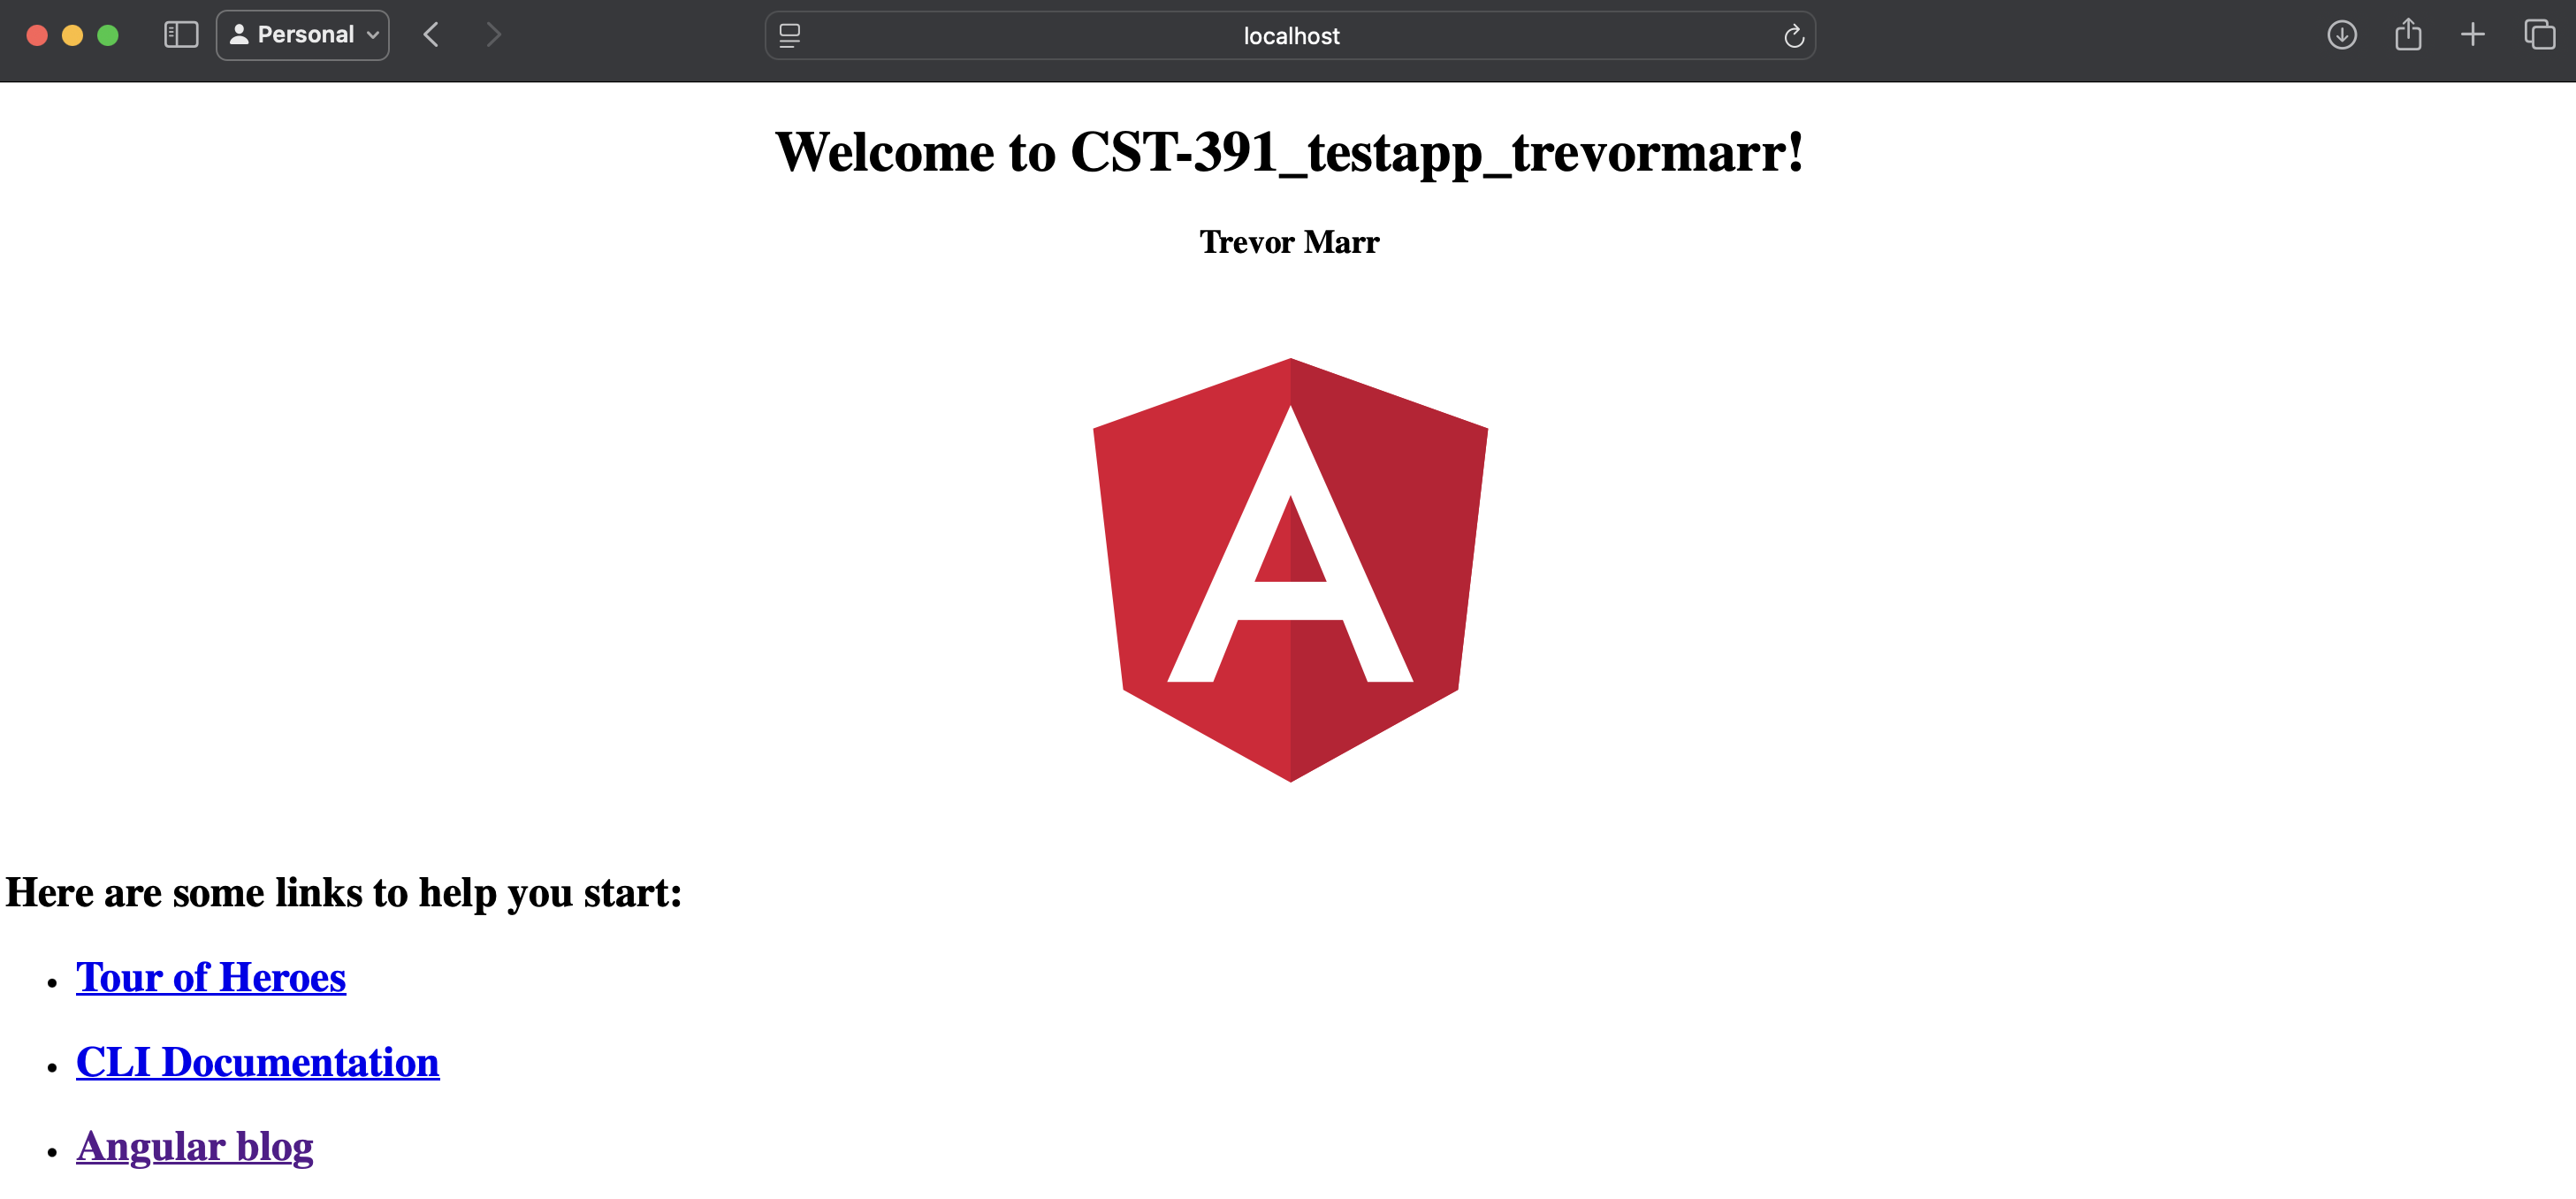 Personal
localhost
Welcome to CST-391_testapp_trevormarr!
Trevor Marr
A
Here are some links to help you start:
Tour of Heroes
CLI Documentation
Angular blog